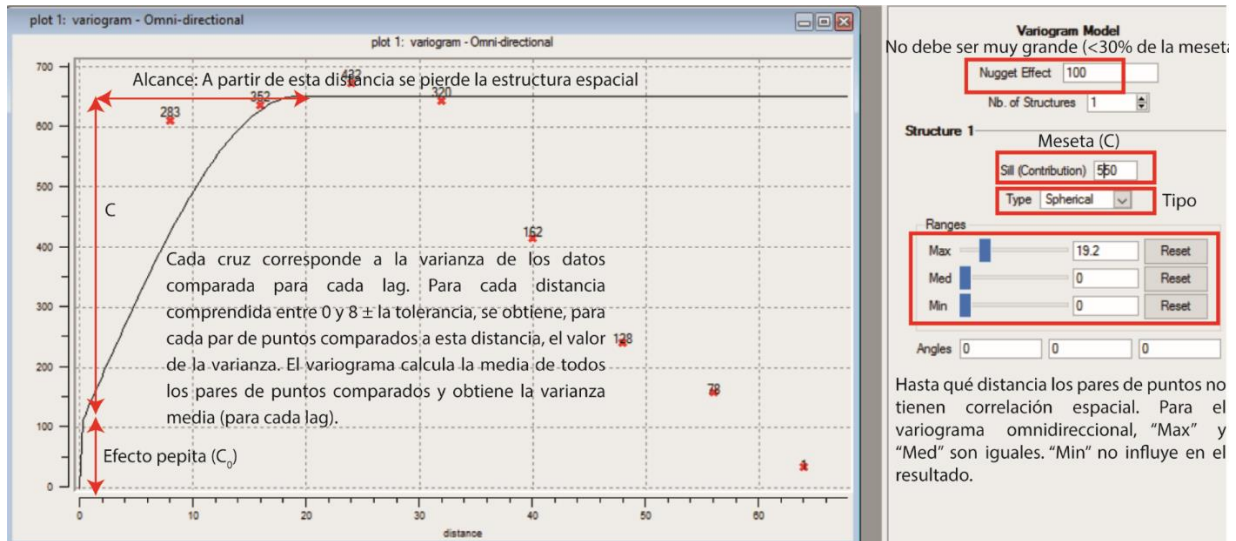 plot 1: variogram - Omni-directional
plot 1: variogram - Omni-directional
700
600
500
400
300
200
100
0
0
10
20
30
40
50
60
distance
Alcance: A partir de esta distancia se pierde la estructura espacial
283
352
432
320
162
128
78
1
C
Cada cruz corresponde a la varianza de los datos
comparada para cada lag. Para cada distancia
comprendida entre 0 y 8 ± la tolerancia, se obtiene, para
cada par de puntos comparados a esta distancia, el valor
de la varianza. El variograma calcula la media de todos
los pares de puntos comparados y obtiene la varianza
media (para cada lag).
Efecto pepita (C₀)
Variogram Model
No debe ser muy grande (<30% de la meseta
Nugget Effect 100
Nb. of Structures 1
Structure 1
Meseta (C)
Sill (Contribution) 550
Type Spherical Tipo
Ranges
Max 19.2 Reset
Med 0 Reset
Min 0 Reset
Angles 0 0 0
Hasta qué distancia los pares de puntos no
tienen correlación espacial. Para el
variograma omnidireccional, “Max” y
“Med” son iguales. “Min” no influye en el
resultado.